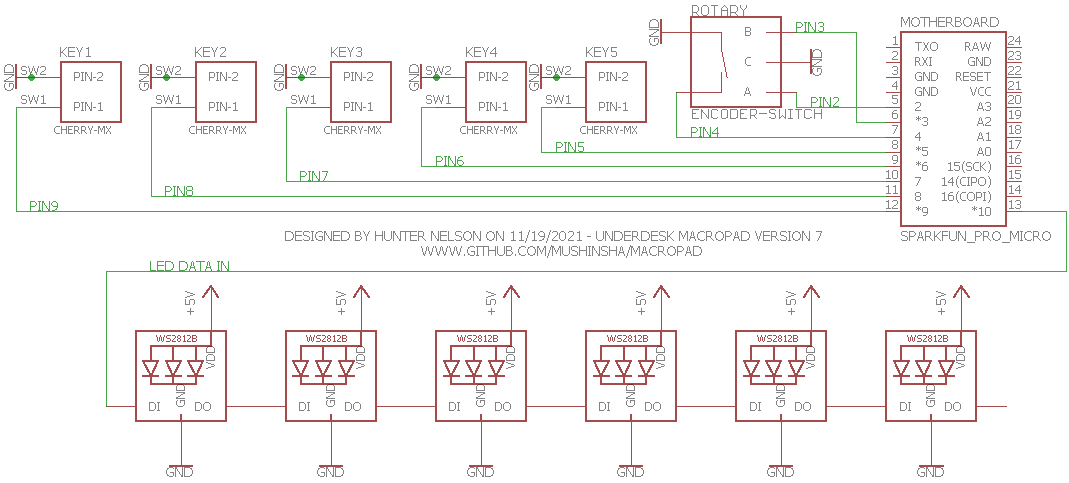 ROTARY
MOTHERBOARD
GND B PIN3
C GND
A PIN2
ENCODER-SWITCH
PIN4
KEY1 KEY2 KEY3 KEY4 KEY5
GND SW2 PIN-2 GND SW2 PIN-2 GND SW2 PIN-2 GND SW2 PIN-2 GND SW2 PIN-2
SW1 PIN-1 SW1 PIN-1 SW1 PIN-1 SW1 PIN-1 SW1 PIN-1
CHERRY-MX CHERRY-MX CHERRY-MX CHERRY-MX CHERRY-MX
1 TXO RAW 24
2 RXI GND 23
3 GND RESET 22
4 GND VCC 21
5 2 A3 20
6 *3 A2 19
7 4 A1 18
8 *5 A0 17
9 *6 15(SCK) 16
10 7 14(CIPO) 15
11 8 16(COPI) 14
12 *9 *10 13
SPARKFUN_PRO_MICRO
PIN5
PIN6
PIN7
PIN8
PIN9
DESIGNED BY HUNTER NELSON ON 11/19/2021 - UNDERDESK MACROPAD VERSION 7
WWW.GITHUB.COM/MUSHINSHA/MACROPAD
LED DATA IN
+5V +5V +5V +5V +5V +5V
WS2812B WS2812B WS2812B WS2812B WS2812B WS2812B
VDD VDD VDD VDD VDD VDD
DI GND DO DI GND DO DI GND DO DI GND DO DI GND DO DI GND DO
GND GND GND GND GND GND